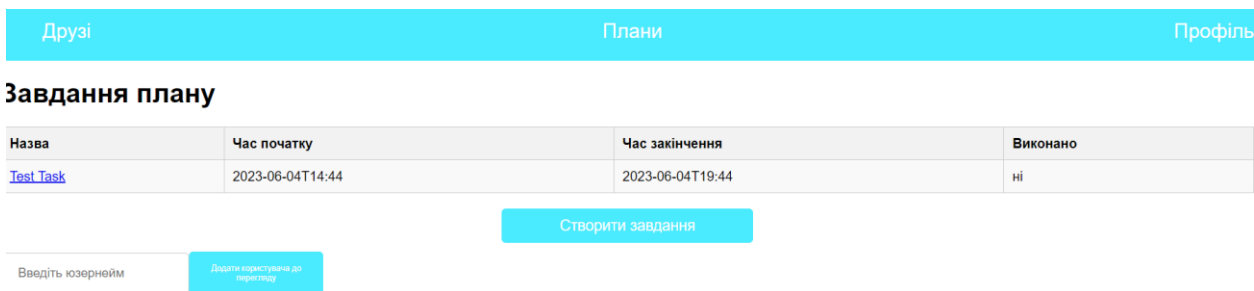 Друзі Плани Профіль
Завдання плану
Назва Час початку Час закінчення Виконано
Test Task 2023-06-04T14:44 2023-06-04T19:44 ні
Створити завдання
Введіть юзернейм
Додати користувача до
перегляду